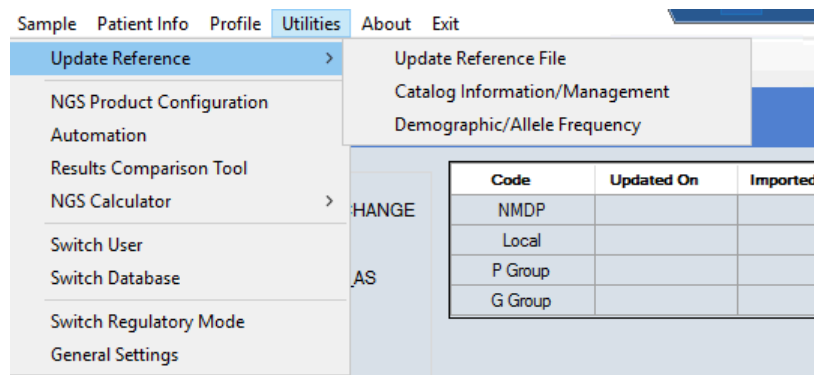 Sample Patient Info Profile Utilities About Exit
Update Reference >
Update Reference File
Catalog Information/Management
Demographic/Allele Frequency
NGS Product Configuration
Automation
Results Comparison Tool
NGS Calculator >
Switch User
Switch Database
Switch Regulatory Mode
General Settings
HANGE
_AS
Code Updated On Imported
NMDP
Local
P Group
G Group